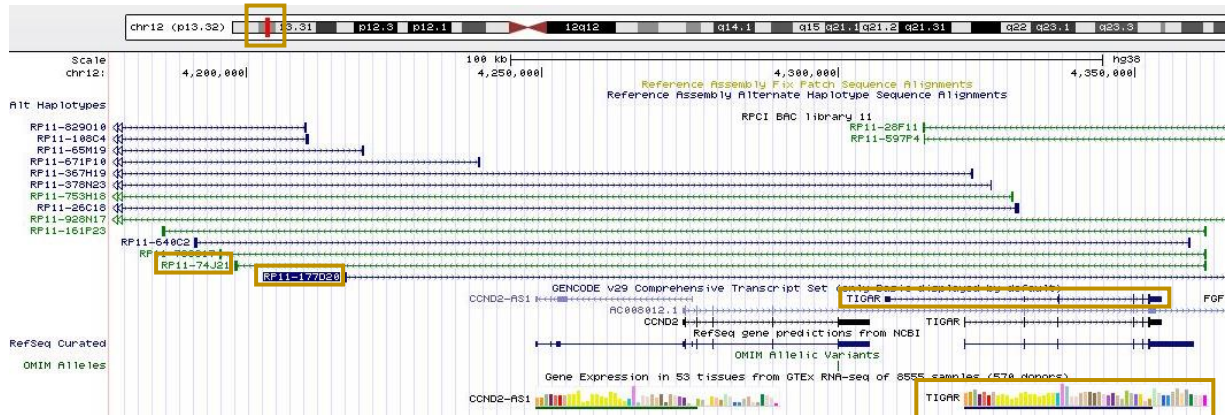 chr12 (p13.32) 13.31 p12.3 p12.1 12q12 q14.1 q15 q21.1 q21.2 q21.31 q22 q23.1 q23.3
Scale 100 kb hg38
chr12: 4,200,000 4,250,000 4,300,000 4,350,000
Reference Assembly Fix Patch Sequence Alignments
Reference Assembly Alternate Haplotype Sequence Alignments
Alt Haplotypes
RPCI BAC library 11
RP11-829O10 RP11-28F11
RP11-108C4 RP11-597P4
RP11-65M19
RP11-671P10
RP11-367H19
RP11-378N23
RP11-753H18
RP11-26C18
RP11-928N17
RP11-161P23
RP11-640C2
RP11-74J21
RP11-177D20
GENCODE v29 Comprehensive Transcript Set (only Basic displayed by default)
CCND2-AS1 TIGAR FGF
AC008012.1
CCND2 TIGAR
RefSeq gene predictions from NCBI
RefSeq Curated
OMIM Allelic Variants
OMIM Alleles
Gene Expression in 53 tissues from GTEx RNA-seq of 8555 samples (570 donors)
CCND2-AS1 TIGAR